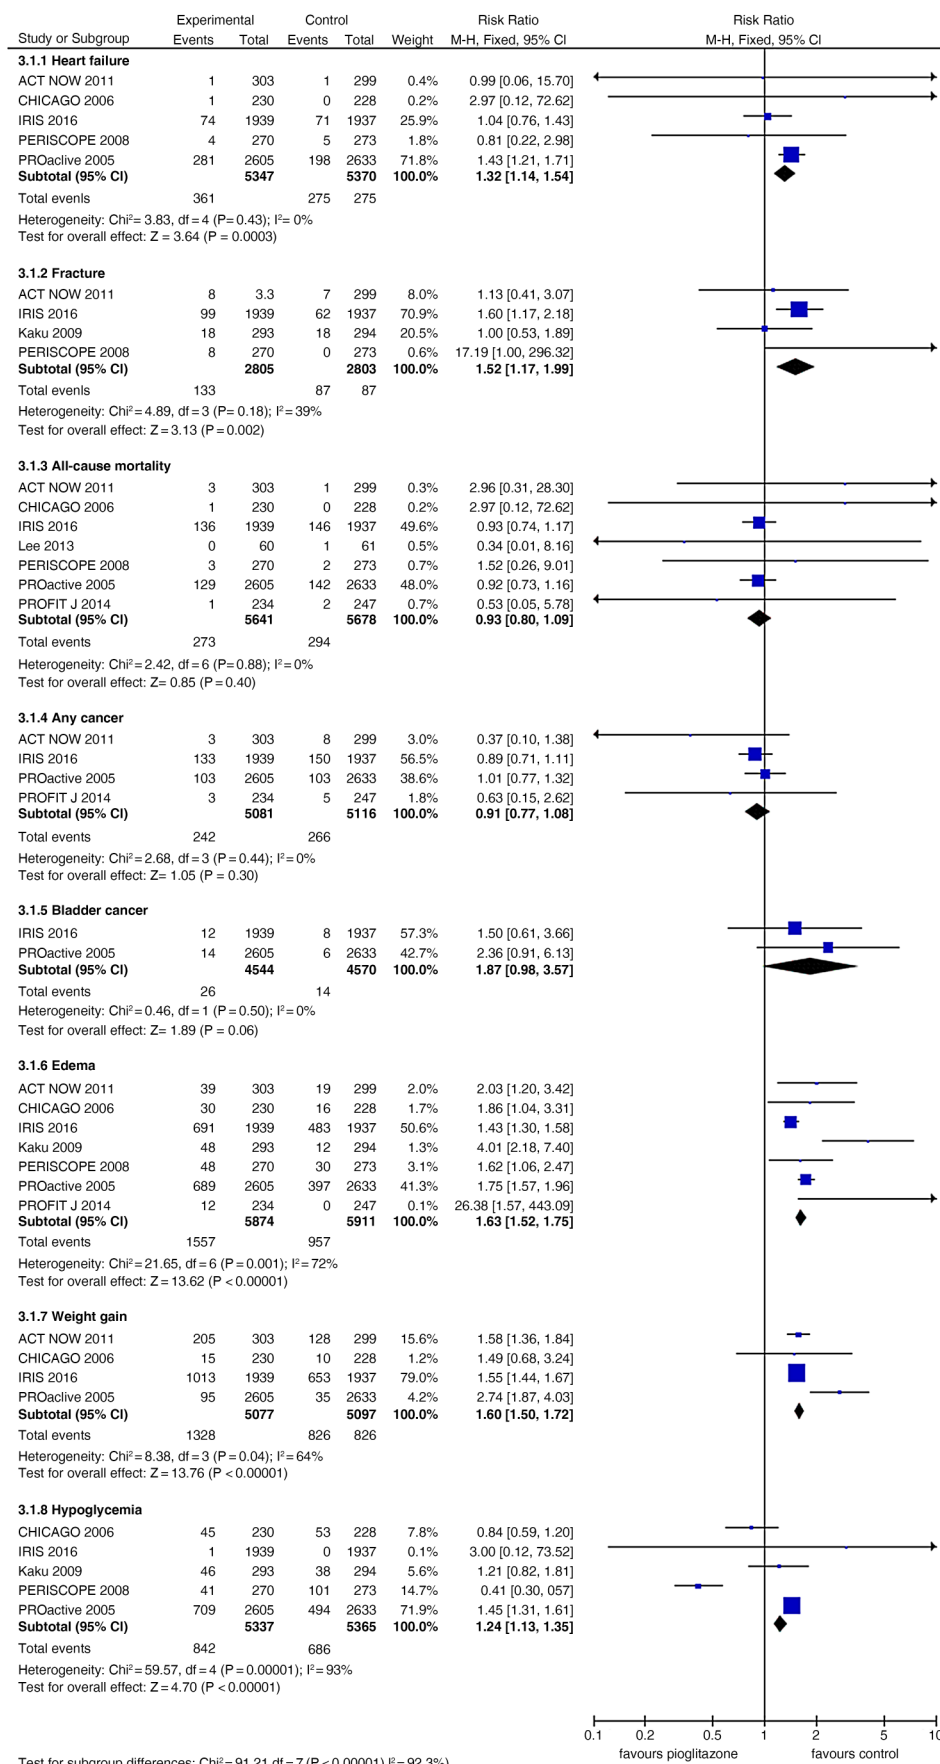 Experimental Control Risk Ratio Risk Ratio
Study or Subgroup Events Total Events Total Weight M-H, Fixed, 95% CI M-H, Fixed, 95% CI
3.1.1 Heart failure
ACT NOW 2011 1 303 1 299 0.4% 0.99 [0.06, 15.70]
CHICAGO 2006 1 230 0 228 0.2% 2.97 [0.12, 72.62]
IRIS 2016 74 1939 71 1937 25.9% 1.04 [0.76, 1.43]
PERISCOPE 2008 4 270 5 273 1.8% 0.81 [0.22, 2.98]
PROaclive 2005 281 2605 198 2633 71.8% 1.43 [1.21, 1.71]
Subtotal (95% CI) 5347 5370 100.0% 1.32 [1.14, 1.54]
Total evenls 361 275 275
Heterogeneity: Chi²= 3.83, df = 4 (P= 0.43); I²= 0%
Test for overall effect: Z = 3.64 (P = 0.0003)
3.1.2 Fracture
ACT NOW 2011 8 3.3 7 299 8.0% 1.13 [0.41, 3.07]
IRIS 2016 99 1939 62 1937 70.9% 1.60 [1.17, 2.18]
Kaku 2009 18 293 18 294 20.5% 1.00 [0.53, 1.89]
PERISCOPE 2008 8 270 0 273 0.6% 17.19 [1.00, 296.32]
Subtotal (95% CI) 2805 2803 100.0% 1.52 [1.17, 1.99]
Total evenls 133 87 87
Heterogeneity: Chi²= 4.89, df = 3 (P= 0.18); I²= 39%
Test for overall effect: Z = 3.13 (P = 0.002)
3.1.3 All-cause mortality
ACT NOW 2011 3 303 1 299 0.3% 2.96 [0.31, 28.30]
CHICAGO 2006 1 230 0 228 0.2% 2.97 [0.12, 72.62]
IRIS 2016 136 1939 146 1937 49.6% 0.93 [0.74, 1.17]
Lee 2013 0 60 1 61 0.5% 0.34 [0.01, 8.16]
PERISCOPE 2008 3 270 2 273 0.7% 1.52 [0.26, 9.01]
PROactive 2005 129 2605 142 2633 48.0% 0.92 [0.73, 1.16]
PROFIT J 2014 1 234 2 247 0.7% 0.53 [0.05, 5.78]
Subtotal (95% CI) 5641 5678 100.0% 0.93 [0.80, 1.09]
Total events 273 294
Heterogeneity: Chi²= 2.42, df = 6 (P= 0.88); I²= 0%
Test for overall effect: Z= 0.85 (P = 0.40)
3.1.4 Any cancer
ACT NOW 2011 3 303 8 299 3.0% 0.37 [0.10, 1.38]
IRIS 2016 133 1939 150 1937 56.5% 0.89 [0.71, 1.11]
PROactive 2005 103 2605 103 2633 38.6% 1.01 [0.77, 1.32]
PROFIT J 2014 3 234 5 247 1.8% 0.63 [0.15, 2.62]
Subtotal (95% CI) 5081 5116 100.0% 0.91 [0.77, 1.08]
Total events 242 266
Heterogeneity: Chi²= 2.68, df = 3 (P = 0.44); I²= 0%
Test for overall effect: Z= 1.05 (P = 0.30)
3.1.5 Bladder cancer
IRIS 2016 12 1939 8 1937 57.3% 1.50 [0.61, 3.66]
PROactive 2005 14 2605 6 2633 42.7% 2.36 [0.91, 6.13]
Subtotal (95% CI) 4544 4570 100.0% 1.87 [0.98, 3.57]
Total events 26 14
Heterogeneity: Chi²= 0.46, df = 1 (P = 0.50); I²= 0%
Test for overall effect: Z= 1.89 (P = 0.06)
3.1.6 Edema
ACT NOW 2011 39 303 19 299 2.0% 2.03 [1.20, 3.42]
CHICAGO 2006 30 230 16 228 1.7% 1.86 [1.04, 3.31]
IRIS 2016 691 1939 483 1937 50.6% 1.43 [1.30, 1.58]
Kaku 2009 48 293 12 294 1.3% 4.01 [2.18, 7.40]
PERISCOPE 2008 48 270 30 273 3.1% 1.62 [1.06, 2.47]
PROactive 2005 689 2605 397 2633 41.3% 1.75 [1.57, 1.96]
PROFIT J 2014 12 234 0 247 0.1% 26.38 [1.57, 443.09]
Subtotal (95% CI) 5874 5911 100.0% 1.63 [1.52, 1.75]
Total events 1557 957
Heterogeneity: Chi²= 21.65, df = 6 (P = 0.001); I²= 72%
Test for overall effect: Z = 13.62 (P < 0.00001)
3.1.7 Weight gain
ACT NOW 2011 205 303 128 299 15.6% 1.58 [1.36, 1.84]
CHICAGO 2006 15 230 10 228 1.2% 1.49 [0.68, 3.24]
IRIS 2016 1013 1939 653 1937 79.0% 1.55 [1.44, 1.67]
PROaclive 2005 95 2605 35 2633 4.2% 2.74 [1.87, 4.03]
Subtotal (95% CI) 5077 5097 100.0% 1.60 [1.50, 1.72]
Total events 1328 826 826
Heterogeneity: Chi²= 8.38, df = 3 (P = 0.04); I²= 64%
Test for overall effect: Z = 13.76 (P < 0.00001)
3.1.8 Hypoglycemia
CHICAGO 2006 45 230 53 228 7.8% 0.84 [0.59, 1.20]
IRIS 2016 1 1939 0 1937 0.1% 3.00 [0.12, 73.52]
Kaku 2009 46 293 38 294 5.6% 1.21 [0.82, 1.81]
PERISCOPE 2008 41 270 101 273 14.7% 0.41 [0.30, 057]
PROactive 2005 709 2605 494 2633 71.9% 1.45 [1.31, 1.61]
Subtotal (95% CI) 5337 5365 100.0% 1.24 [1.13, 1.35]
Total events 842 686
Heterogeneity: Chi²= 59.57, df = 4 (P = 0.00001); I²= 93%
Test for overall effect: Z = 4.70 (P < 0.00001)
0.1 0.2 0.5 1 2 5 10
favours pioglitazone favours control
Test for subgroup differences: Chi²= 91.21 df = 7 (P < 0.00001) I²= 92.3%)